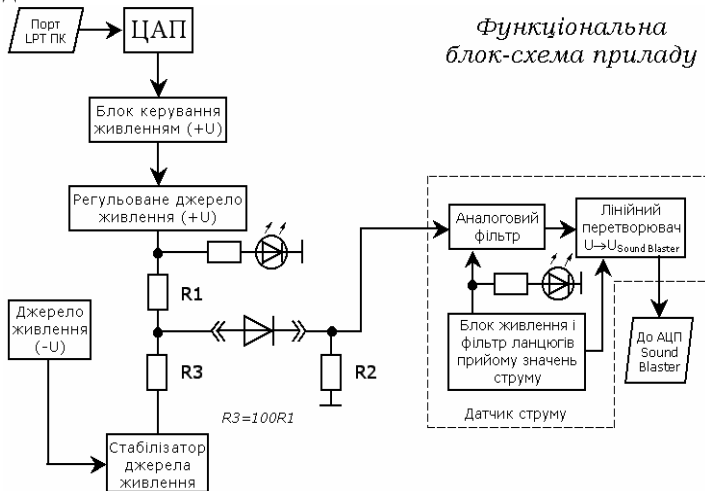 Порт
LPT ПК
ЦАП
Функціональна
блок-схема приладу
Блок керування
живленням (+U)
Регульоване джерело
живлення (+U)
R1
Джерело
живлення
(-U)
R3
R2
R3=100R1
Стабілізатор
джерела
живлення
Аналоговий
фільтр
Лінійний
перетворювач
U→U Sound Blaster
Блок живлення і
фільтр ланцюгів
прийому значень
струму
Датчик струму
До АЦП
Sound
Blaster